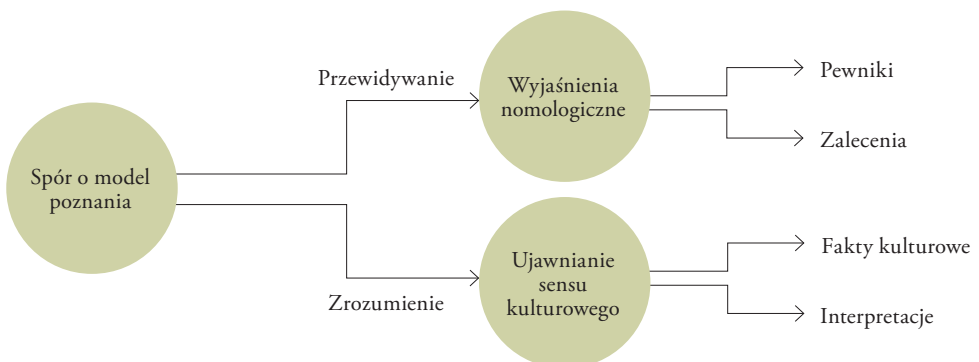 Spór o model
poznania
Przewidywanie
Wyjaśnienia
nomologiczne
Pewniki
Zalecenia
Zrozumienie
Ujawnianie
sensu
kulturowego
Fakty kulturowe
Interpretacje